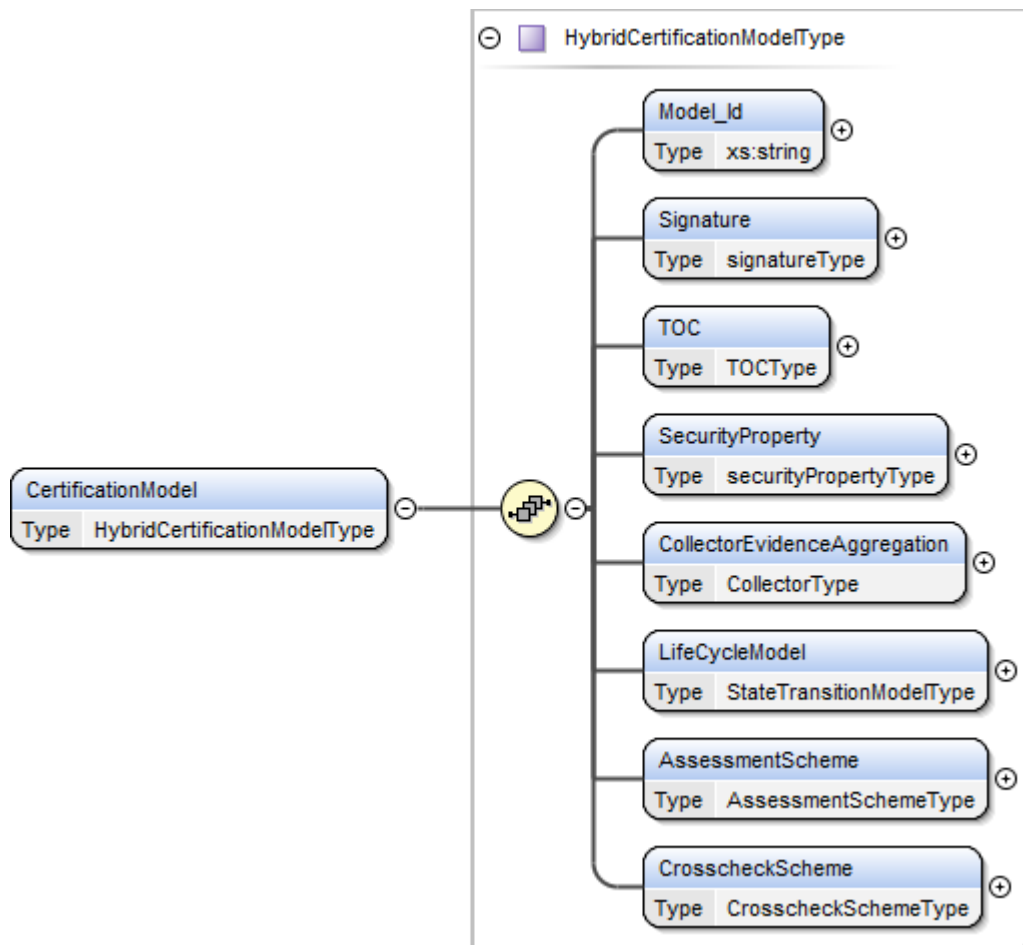 HybridCertificationModelType
Model_Id
Type xs:string
Signature
Type signatureType
TOC
Type TOCType
SecurityProperty
Type securityPropertyType
CertificationModel
Type HybridCertificationModelType
CollectorEvidenceAggregation
Type CollectorType
LifeCycleModel
Type StateTransitionModelType
AssessmentScheme
Type AssessmentSchemeType
CrosscheckScheme
Type CrosscheckSchemeType